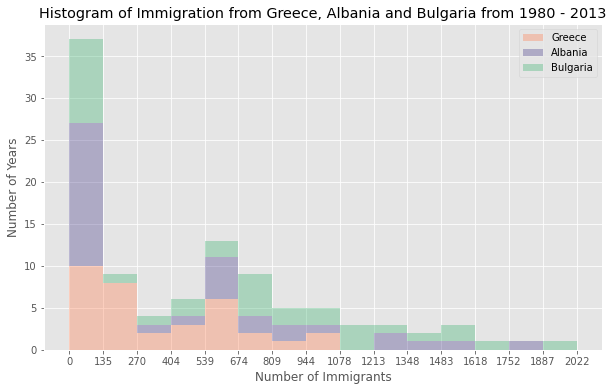 Histogram of Immigration from Greece, Albania and Bulgaria from 1980 - 2013
Greece
Albania
Bulgaria
Number of Years
35
30
25
20
15
10
5
0
0 135 270 404 539 674 809 944 1078 1213 1348 1483 1618 1752 1887 2022
Number of Immigrants